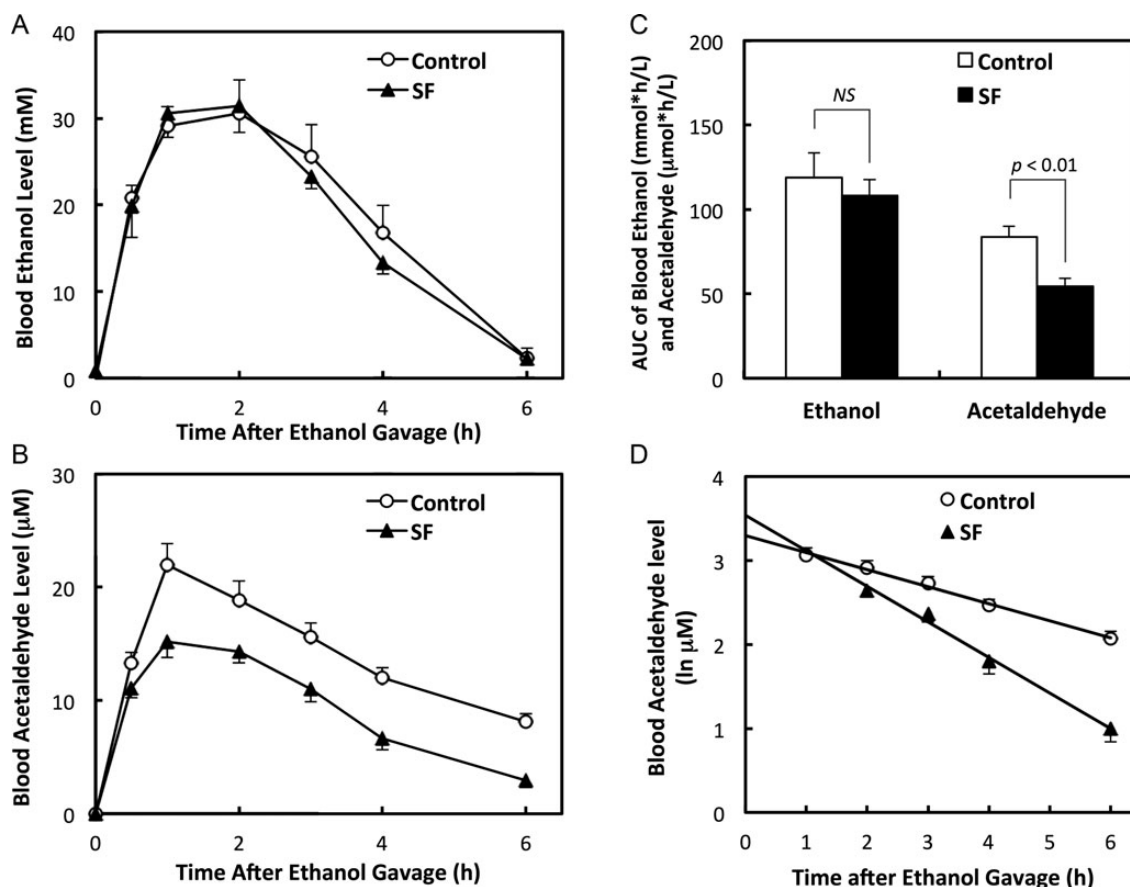 A
Blood Ethanol Level (mM)
40
30
20
10
0
Control
SF
0
2
4
6
Time After Ethanol Gavage (h)
B
Blood Acetaldehyde Level (μM)
30
20
10
0
Control
SF
0
2
4
6
Time After Ethanol Gavage (h)
C
AUC of Blood Ethanol (mmol*h/L)
and Acetaldehyde (μmol*h/L)
200
150
100
50
0
Control
SF
NS
p < 0.01
Ethanol
Acetaldehyde
D
Blood Acetaldehyde level
(ln μM)
4
3
2
1
0
Control
SF
0
1
2
3
4
5
6
Time after Ethanol Gavage (h)